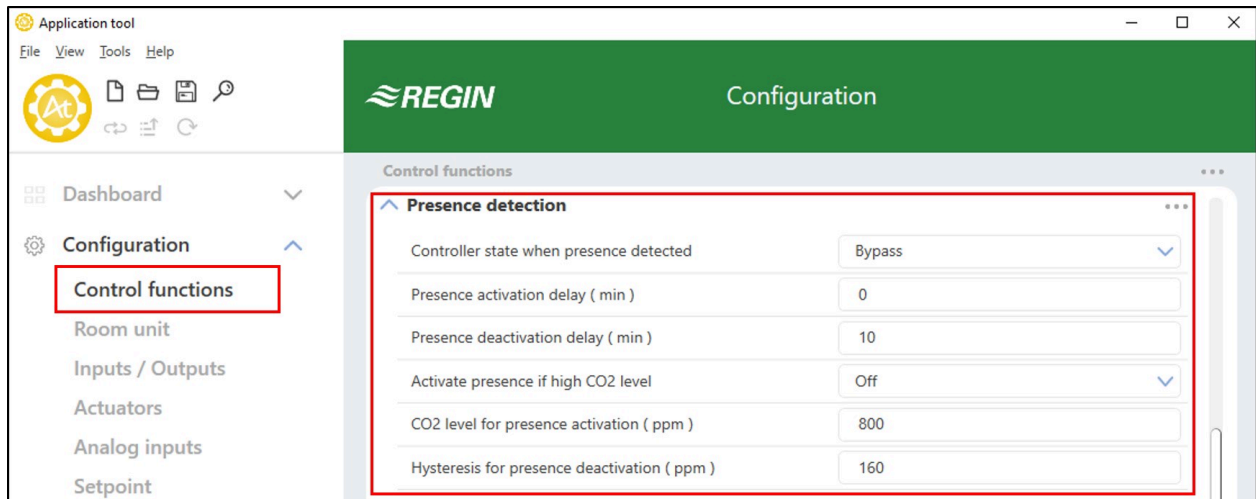 Application tool
File View Tools Help
At
REGIN
Configuration
Dashboard
Configuration
Control functions
Room unit
Inputs / Outputs
Actuators
Analog inputs
Setpoint
Control functions
Presence detection
Controller state when presence detected Bypass
Presence activation delay ( min ) 0
Presence deactivation delay ( min ) 10
Activate presence if high CO2 level Off
CO2 level for presence activation ( ppm ) 800
Hysteresis for presence deactivation ( ppm ) 160